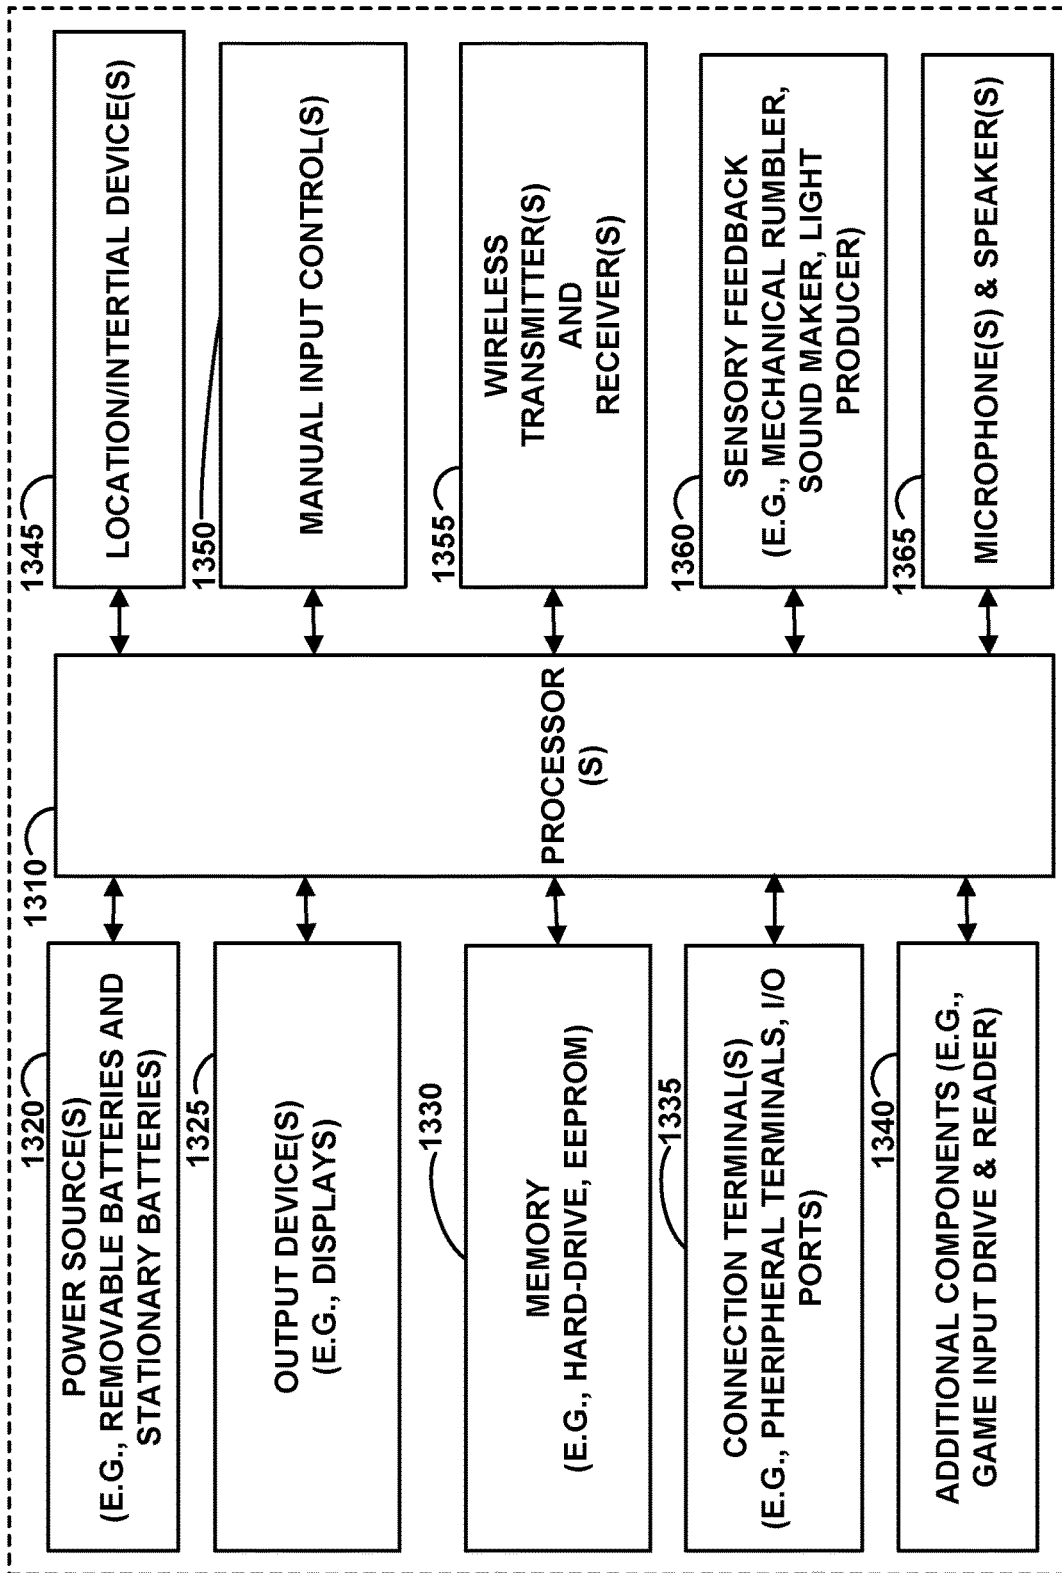 1320
POWER SOURCE(S)
(E.G., REMOVABLE BATTERIES AND
STATIONARY BATTERIES)
1325
OUTPUT DEVICE(S)
(E.G., DISPLAYS)
1330
MEMORY
(E.G., HARD-DRIVE, EEPROM)
1335
CONNECTION TERMINAL(S)
(E.G., PHERIPHERAL TERMINALS, I/O
PORTS)
1340
ADDITIONAL COMPONENTS (E.G.,
GAME INPUT DRIVE & READER)
1310
PROCESSOR
(S)
1345
LOCATION/INTERTIAL DEVICE(S)
1350
MANUAL INPUT CONTROL(S)
1355
WIRELESS
TRANSMITTER(S)
AND
RECEIVER(S)
1360
SENSORY FEEDBACK
(E.G., MECHANICAL RUMBLER,
SOUND MAKER, LIGHT
PRODUCER)
1365
MICROPHONE(S) & SPEAKER(S)